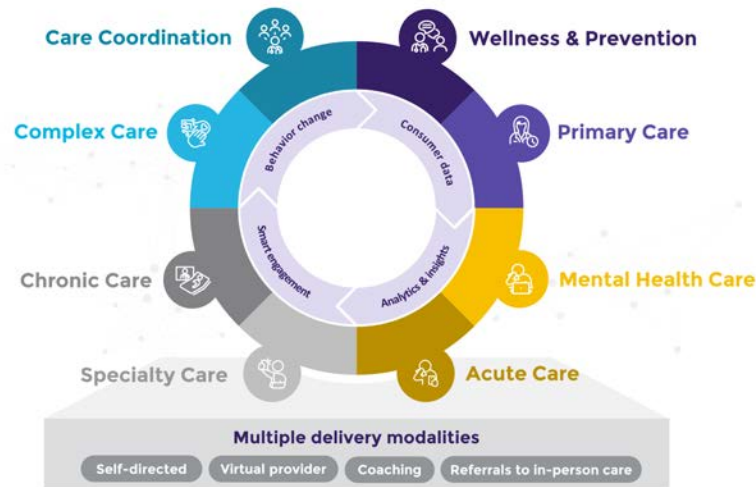 Care Coordination
Wellness & Prevention
Complex Care
Primary Care
Chronic Care
Mental Health Care
Specialty Care
Acute Care
Behavior change
Consumer data
Smart engagement
Analytics & insights
Multiple delivery modalities
Self-directed
Virtual provider
Coaching
Referrals to in-person care